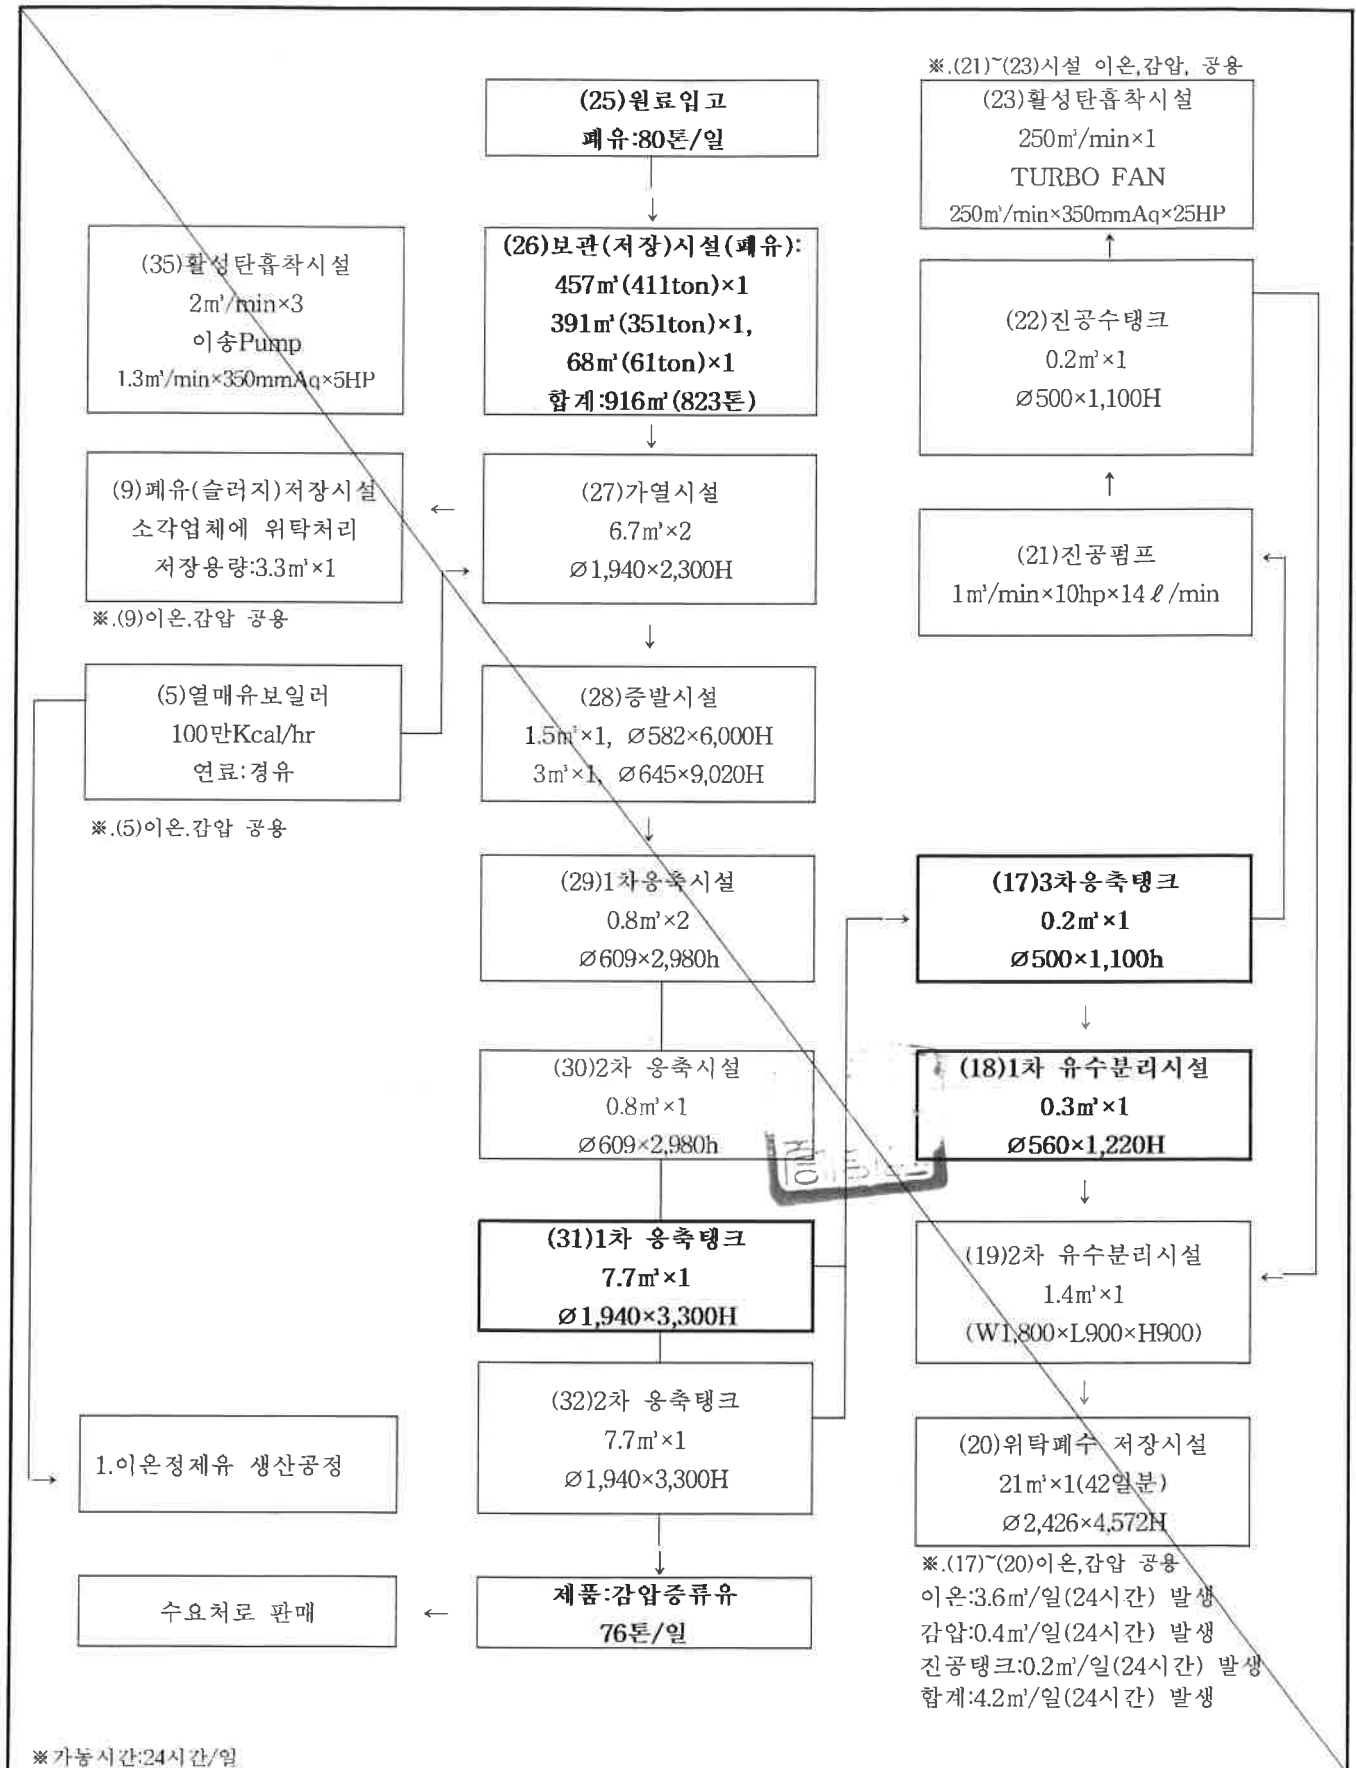 ※.(21)~(23)시설 이온,감압, 공용
(25)원료입고
폐유:80톤/일
(23)활성탄흡착시설
250㎥/min×1
TURBO FAN
250㎥/min×350mmAq×25HP
(35)활성탄흡착시설
2㎥/min×3
이송Pump
1.3㎥/min×350mmAq×5HP
(26)보관(저장)시설(폐유):
457㎥(411ton)×1
391㎥(351ton)×1,
68㎥(61ton)×1
합계:916㎥(823톤)
(22)진공수탱크
0.2㎥×1
∅500×1,100H
(9)폐유(슬러지)저장시설
소각업체에 위탁처리
저장용량:3.3㎥×1
※.(9)이온.감압 공용
(27)가열시설
6.7㎥×2
∅1,940×2,300H
(21)진공펌프
1㎥/min×10hp×14ℓ/min
(5)열매유보일러
100만Kcal/hr
연료:경유
※.(5)이온.감압 공용
(28)증발시설
1.5㎥×1, ∅582×6,000H
3㎥×1, ∅645×9,020H
(29)1차응축시설
0.8㎥×2
∅609×2,980h
(17)3차응축탱크
0.2㎥×1
∅500×1,100h
(30)2차 응축시설
0.8㎥×1
∅609×2,980h
(18)1차 유수분리시설
0.3㎥×1
∅560×1,220H
(31)1차 응축탱크
7.7㎥×1
∅1,940×3,300H
(19)2차 유수분리시설
1.4㎥×1
(W1,800×L900×H900)
(32)2차 응축탱크
7.7㎥×1
∅1,940×3,300H
1.이온정제유 생산공정
(20)위탁폐수 저장시설
21㎥×1(42일분)
∅2,426×4,572H
※.(17)~(20)이온,감압 공용
이온:3.6㎥/일(24시간) 발생
감압:0.4㎥/일(24시간) 발생
진공탱크:0.2㎥/일(24시간) 발생
합계:4.2㎥/일(24시간) 발생
제품:감압증류유
76톤/일
수요처로 판매
※가동시간:24시간/일